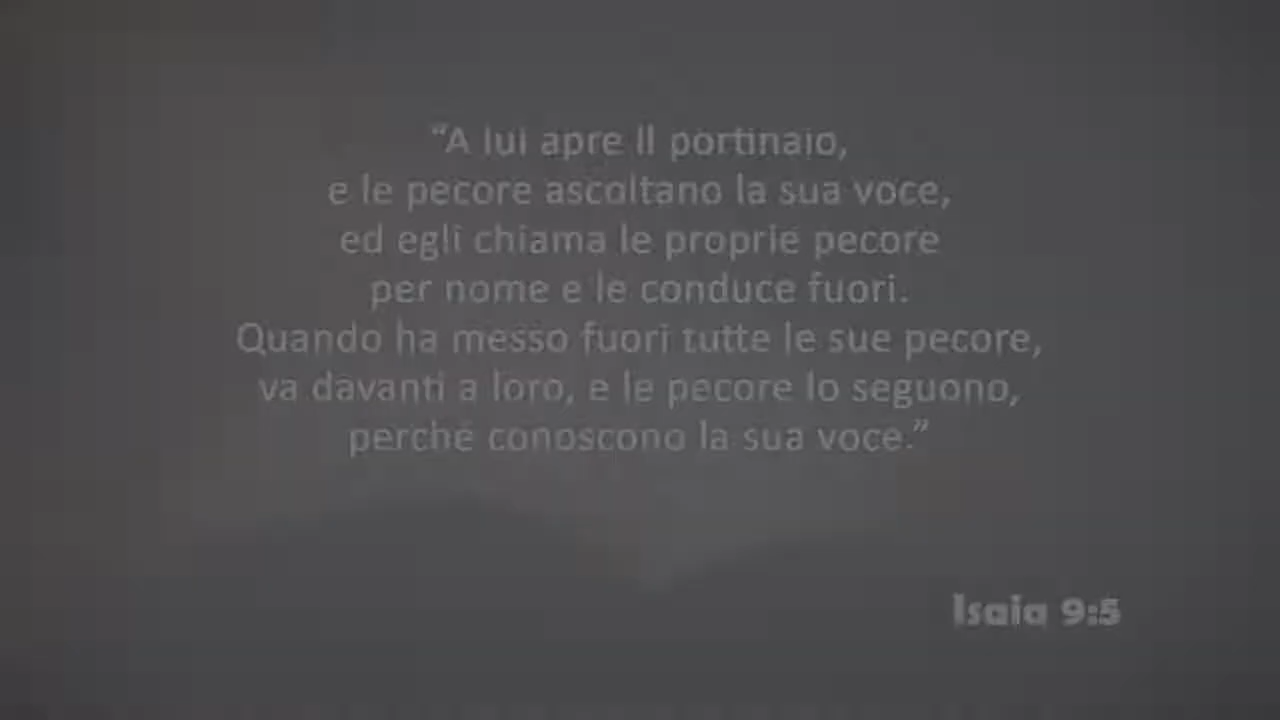 “A lui apre il portinaio,
e le pecore ascoltano la sua voce,
ed egli chiama le proprie pecore
per nome e le conduce fuori.
Quando ha messo fuori tutte le sue pecore,
va davanti a loro, e le pecore lo seguono,
perché conoscono la sua voce.”
Isaia 9:5